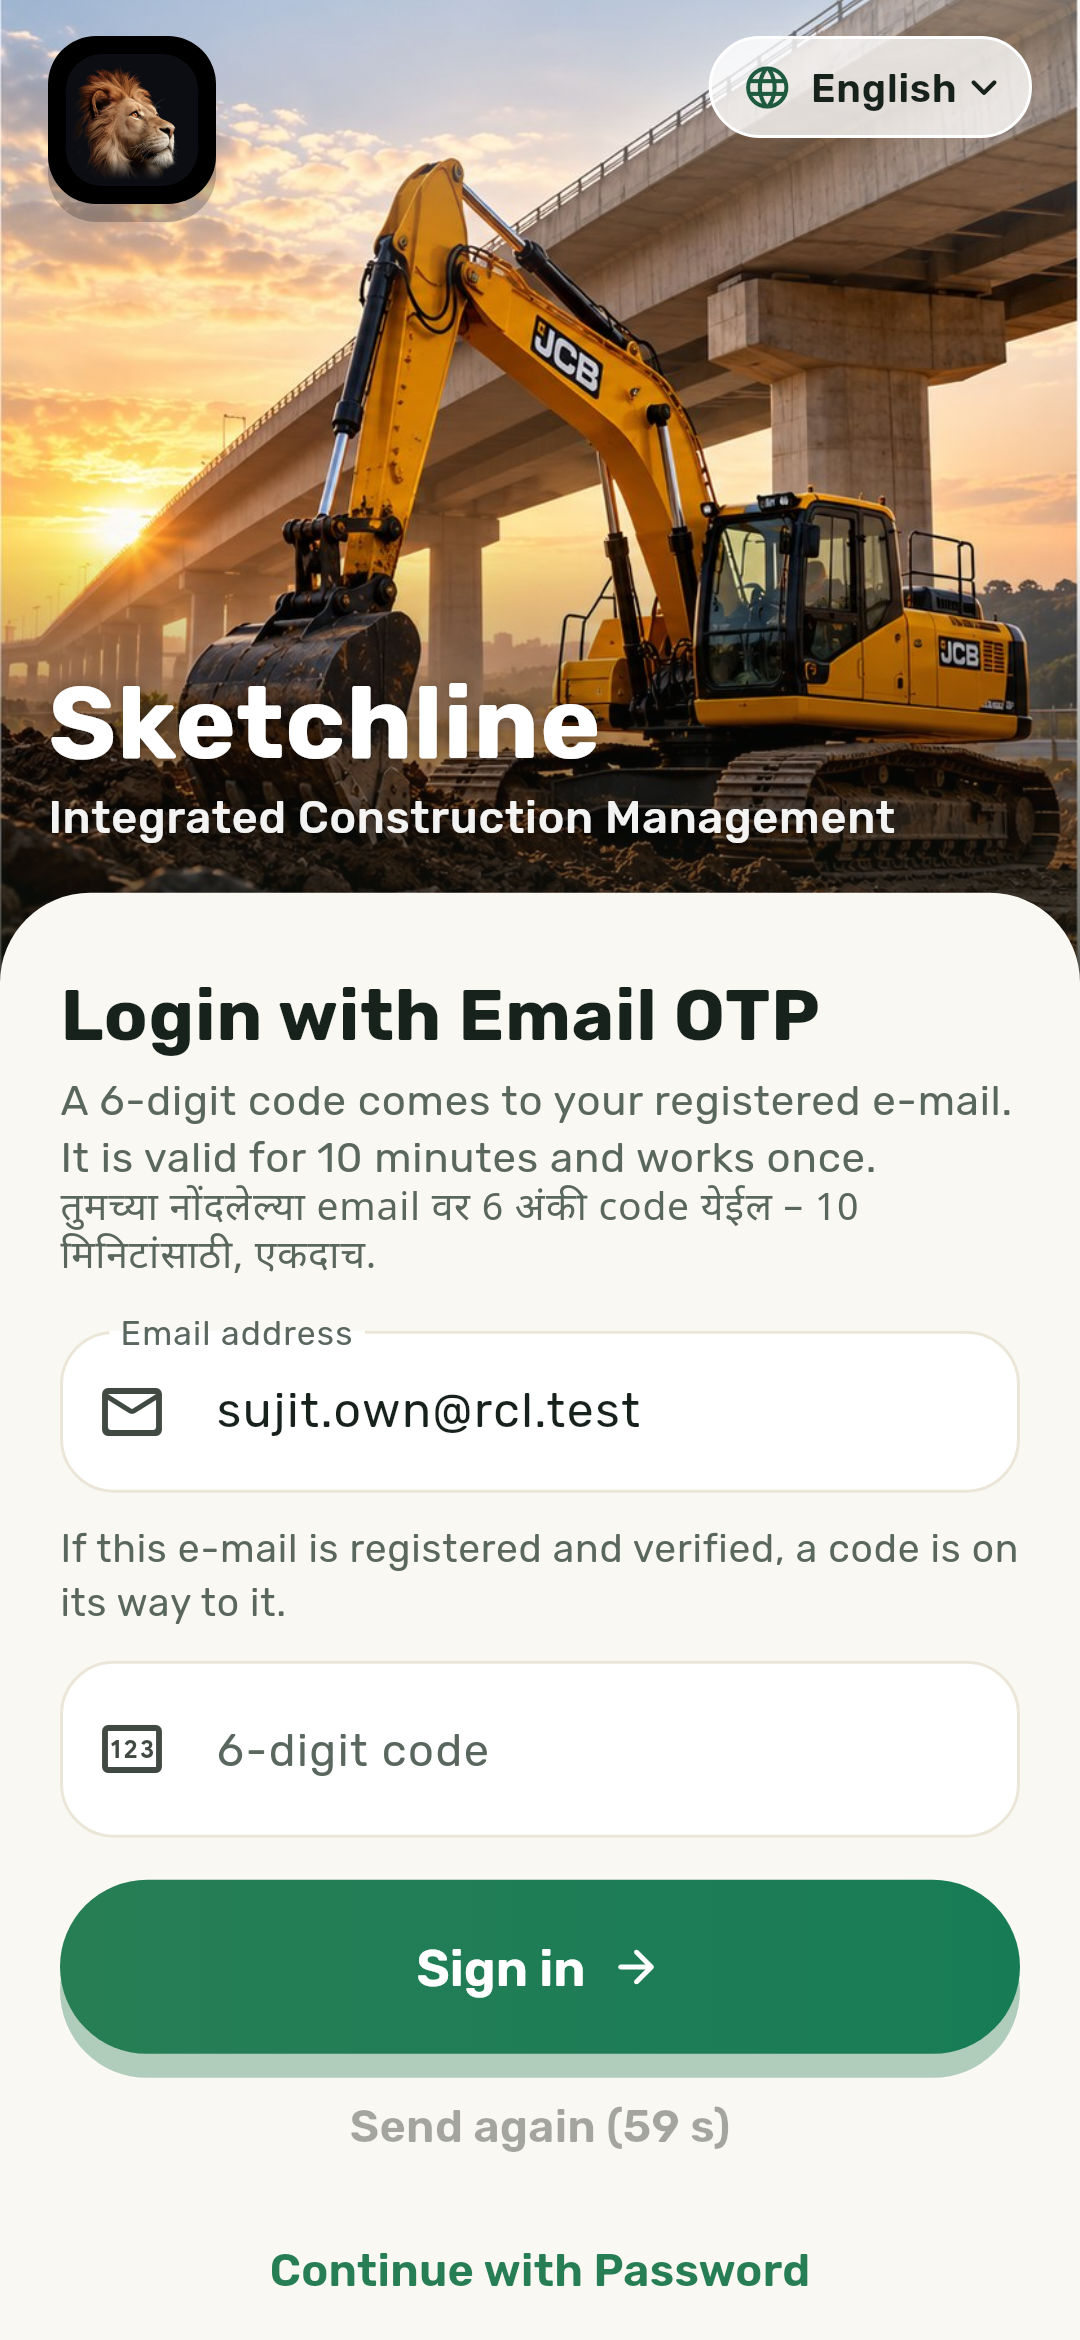 English
JCB
JCB
Sketchline
Integrated Construction Management
Login with Email OTP
A 6-digit code comes to your registered e-mail.
It is valid for 10 minutes and works once.
तुमच्या नोंदलेल्या email वर 6 अंकी code येईल – 10
मिनिटांसाठी, एकदाच.
Email address
sujit.own@rcl.test
If this e-mail is registered and verified, a code is on
its way to it.
123
6-digit code
Sign in
Send again (59 s)
Continue with Password